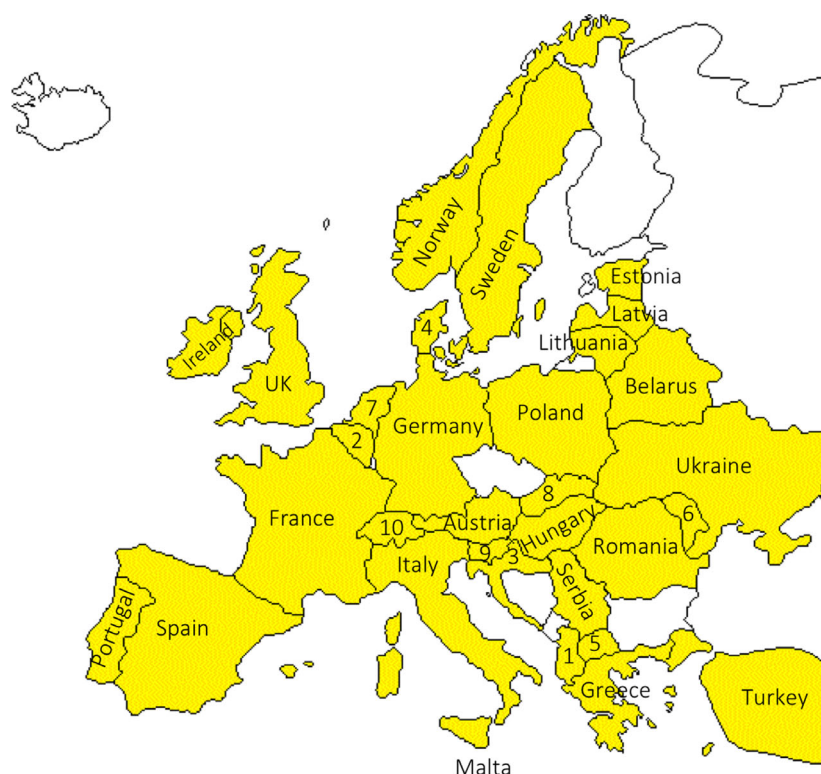 Norway
Sweden
Estonia
4
Latvia
Ireland
Lithuania
UK
Belarus
7
Poland
Germany
2
Ukraine
8
France
10
Austria
Hungary
6
Romania
9
3
Italy
Serbia
Portugal
Spain
5
1
Greece
Turkey
Malta